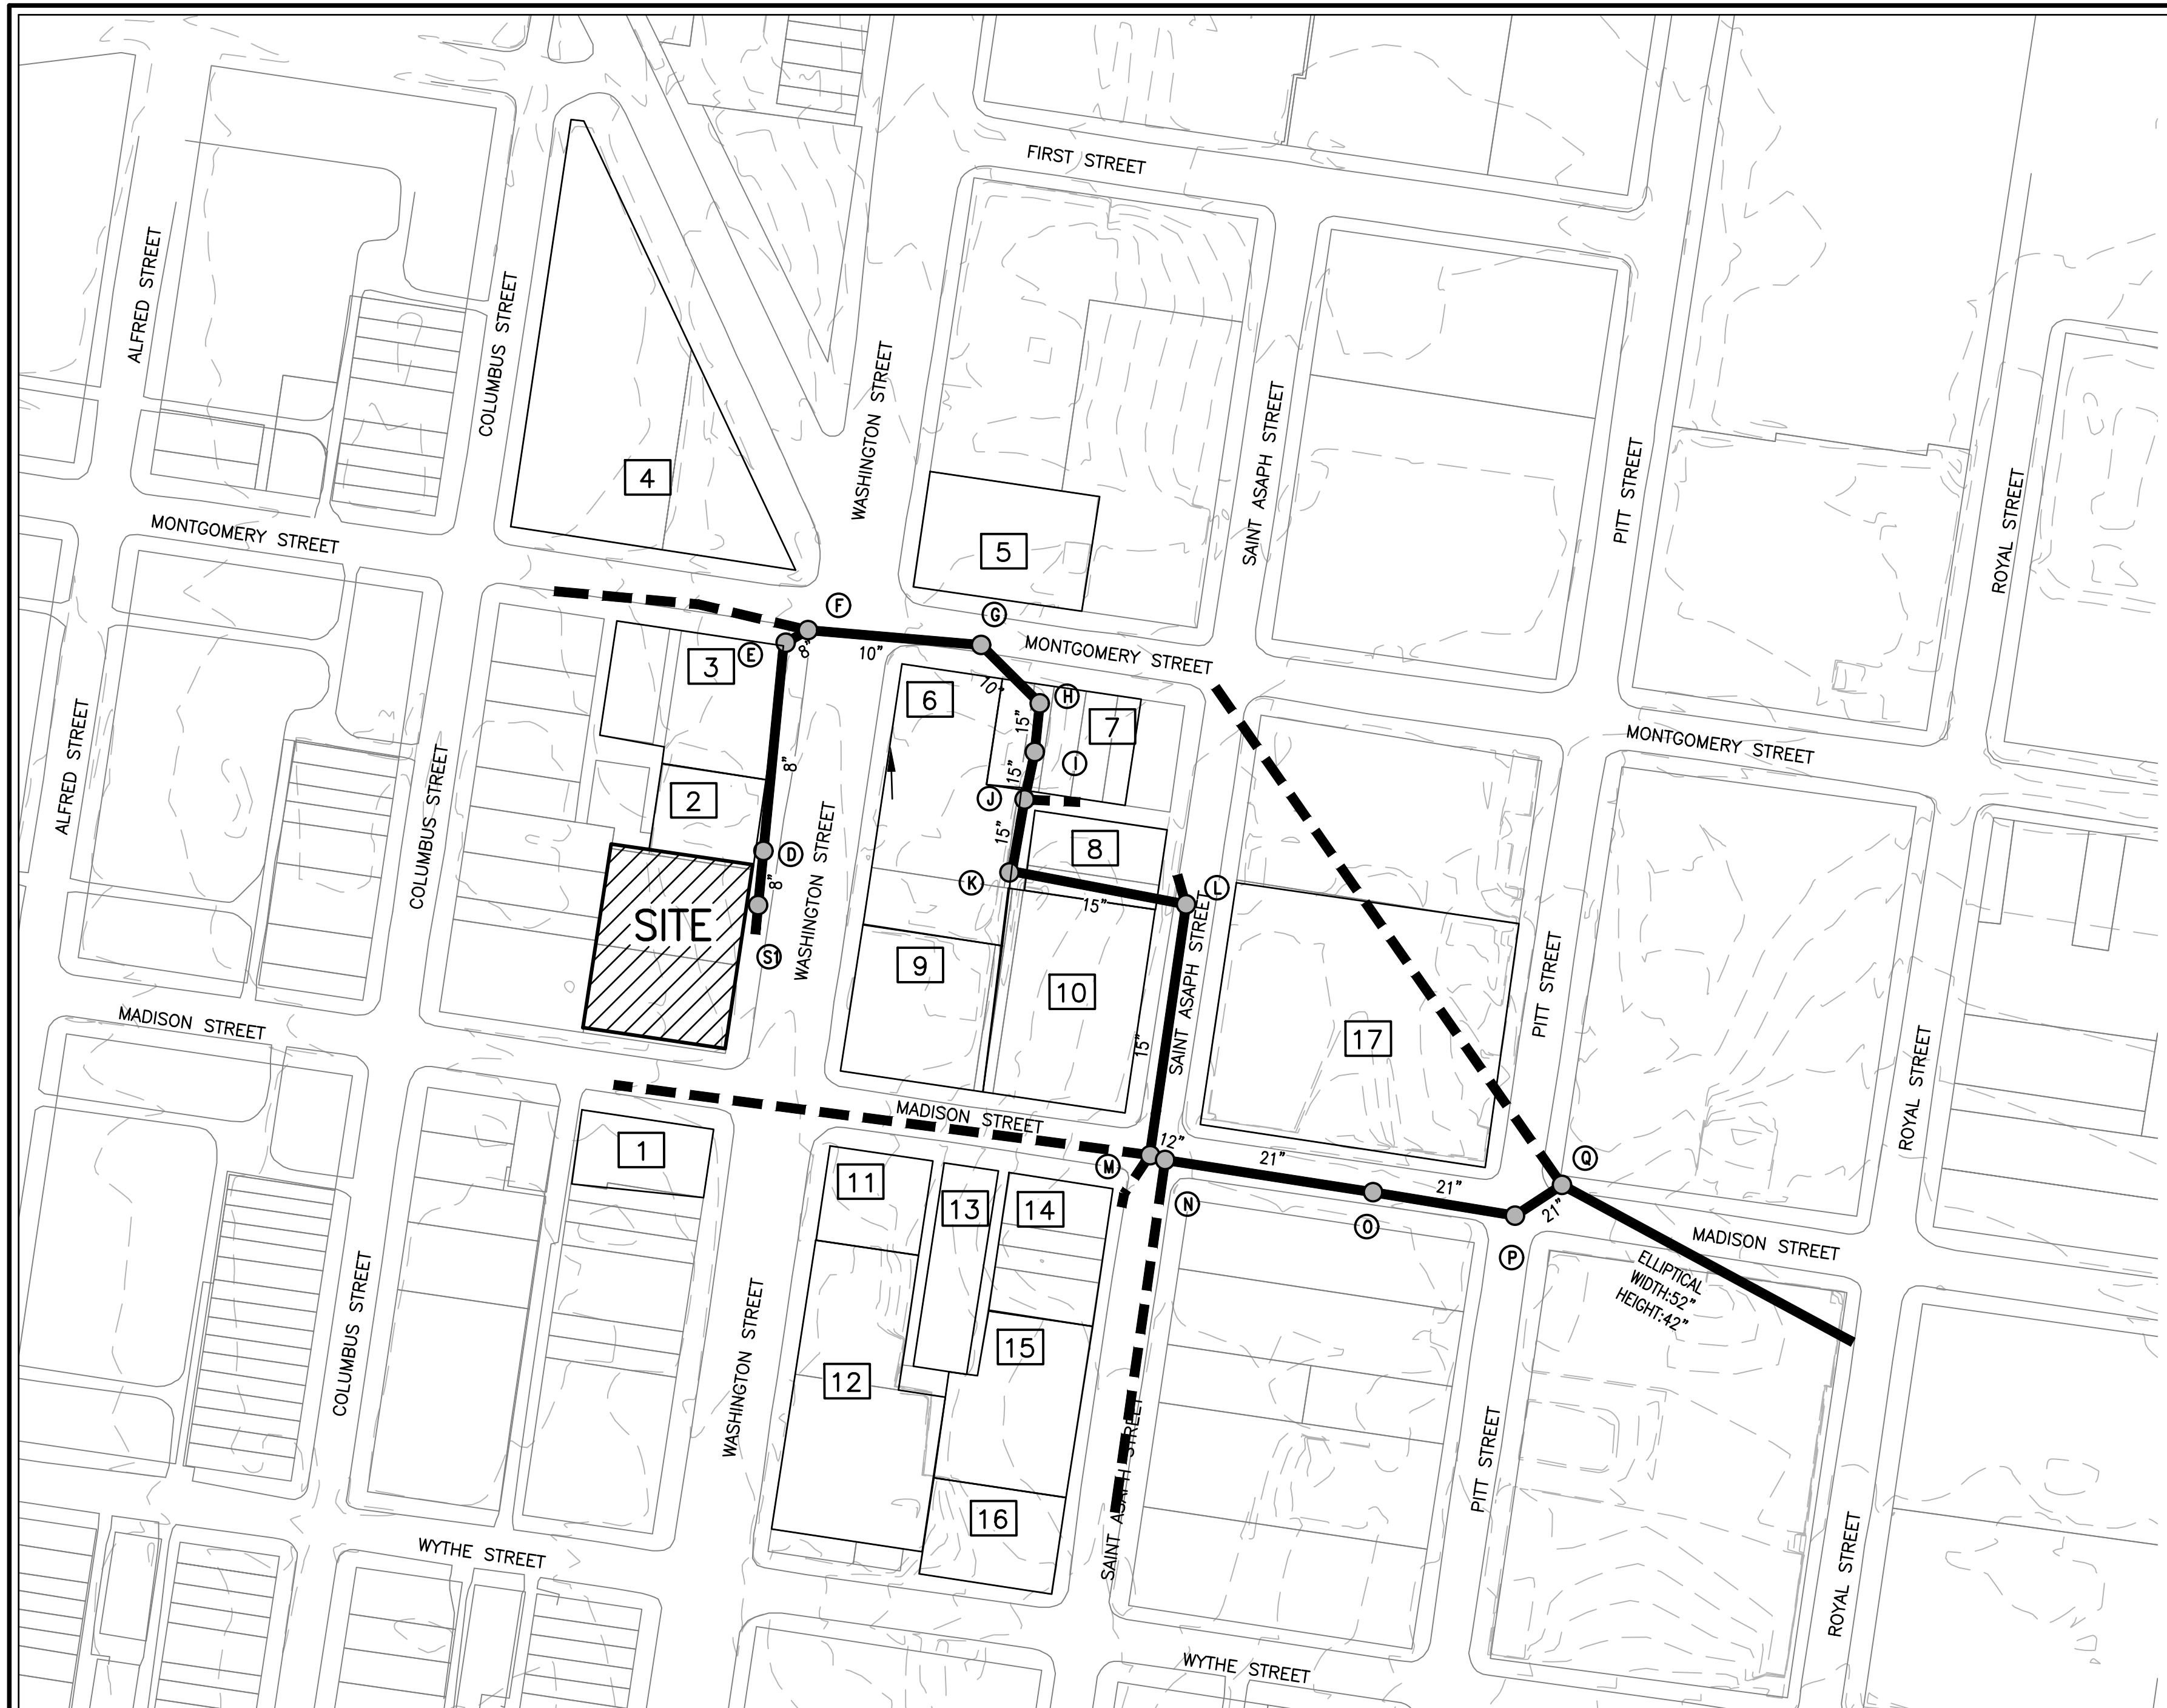 FIRST STREET
ALFRED STREET
COLUMBUS STREET
WASHINGTON STREET
SAINT ASAPH STREET
PITT STREET
ROYAL STREET
4
5
MONTGOMERY STREET
F
G
E
8"
10"
MONTGOMERY STREET
3
10"
6
H
15"
7
MONTGOMERY STREET
I
8"
15"
2
J
ALFRED STREET
COLUMBUS STREET
15"
8
D
WASHINGTON STREET
8"
K
L
15"
SITE
S1
9
10
SAINT ASAPH STREET
PITT STREET
MADISON STREET
15"
17
ROYAL STREET
MADISON STREET
12"
1
M
21"
Q
11
13
14
N
21"
21"
O
P
MADISON STREET
ELLIPTICAL
WIDTH:52"
HEIGHT:42"
COLUMBUS STREET
WASHINGTON STREET
15
12
SAINT ASAPH STREET
PITT STREET
16
ROYAL STREET
WYTHE STREET
WYTHE STREET